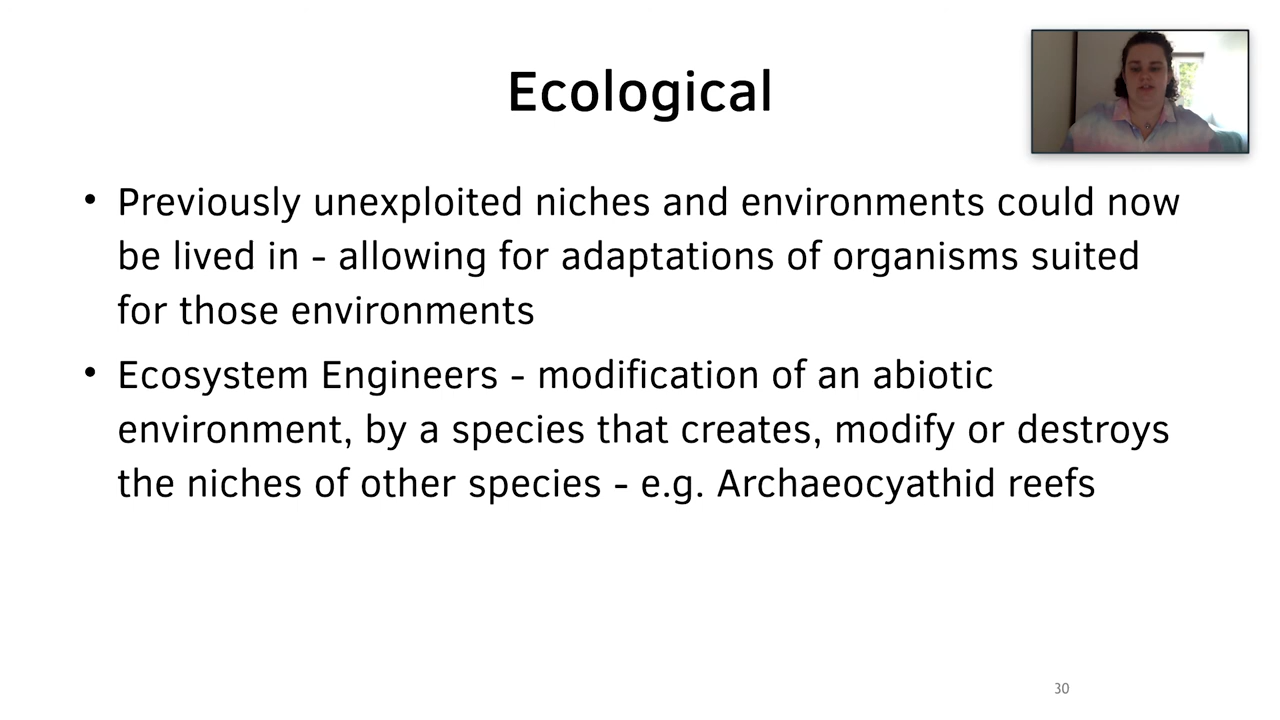 Ecological
• Previously unexploited niches and environments could now
be lived in - allowing for adaptations of organisms suited
for those environments
• Ecosystem Engineers - modification of an abiotic
environment, by a species that creates, modify or destroys
the niches of other species - e.g. Archaeocyathid reefs
30